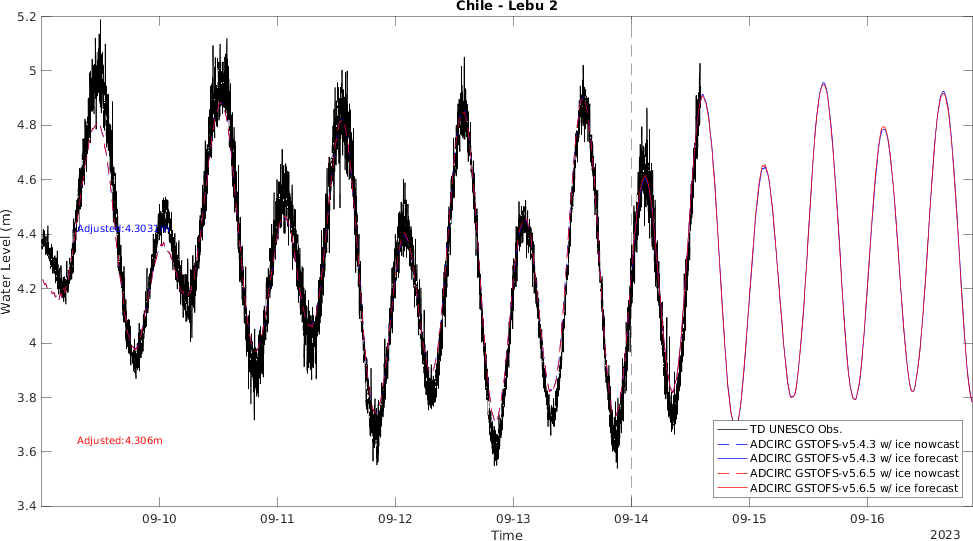 Chile - Lebu 2
5.2
5
4.8
4.6
4.4
4.2
4
3.8
3.6
3.4
Water Level (m)
Adjusted:4.303
Adjusted:4.306m
TD UNESCO Obs.
ADCIRC GSTOFS-v5.4.3 w/ ice nowcast
ADCIRC GSTOFS-v5.4.3 w/ ice forecast
ADCIRC GSTOFS-v5.6.5 w/ ice nowcast
ADCIRC GSTOFS-v5.6.5 w/ ice forecast
09-10 09-11 09-12 09-13 09-14 09-15 09-16
Time
2023